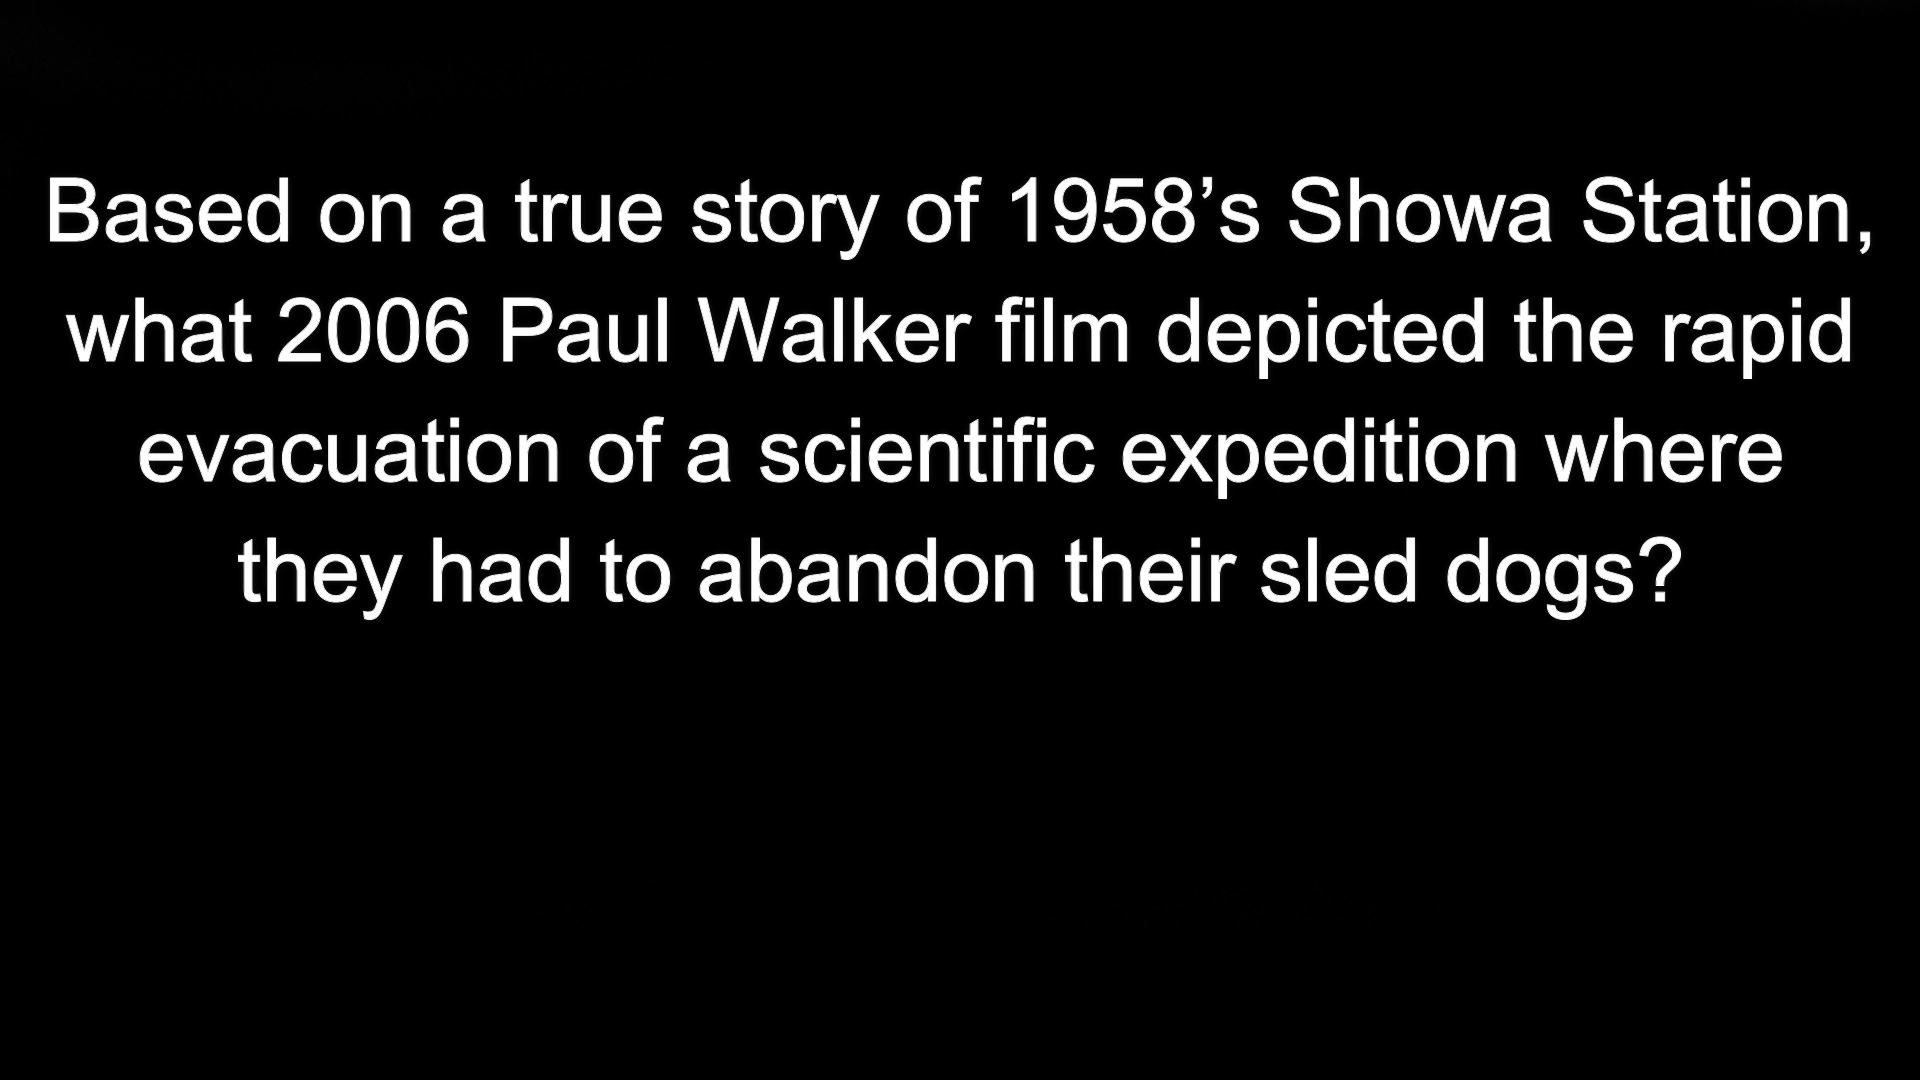 Based on a true story of 1958’s Showa Station,
what 2006 Paul Walker film depicted the rapid
evacuation of a scientific expedition where
they had to abandon their sled dogs?